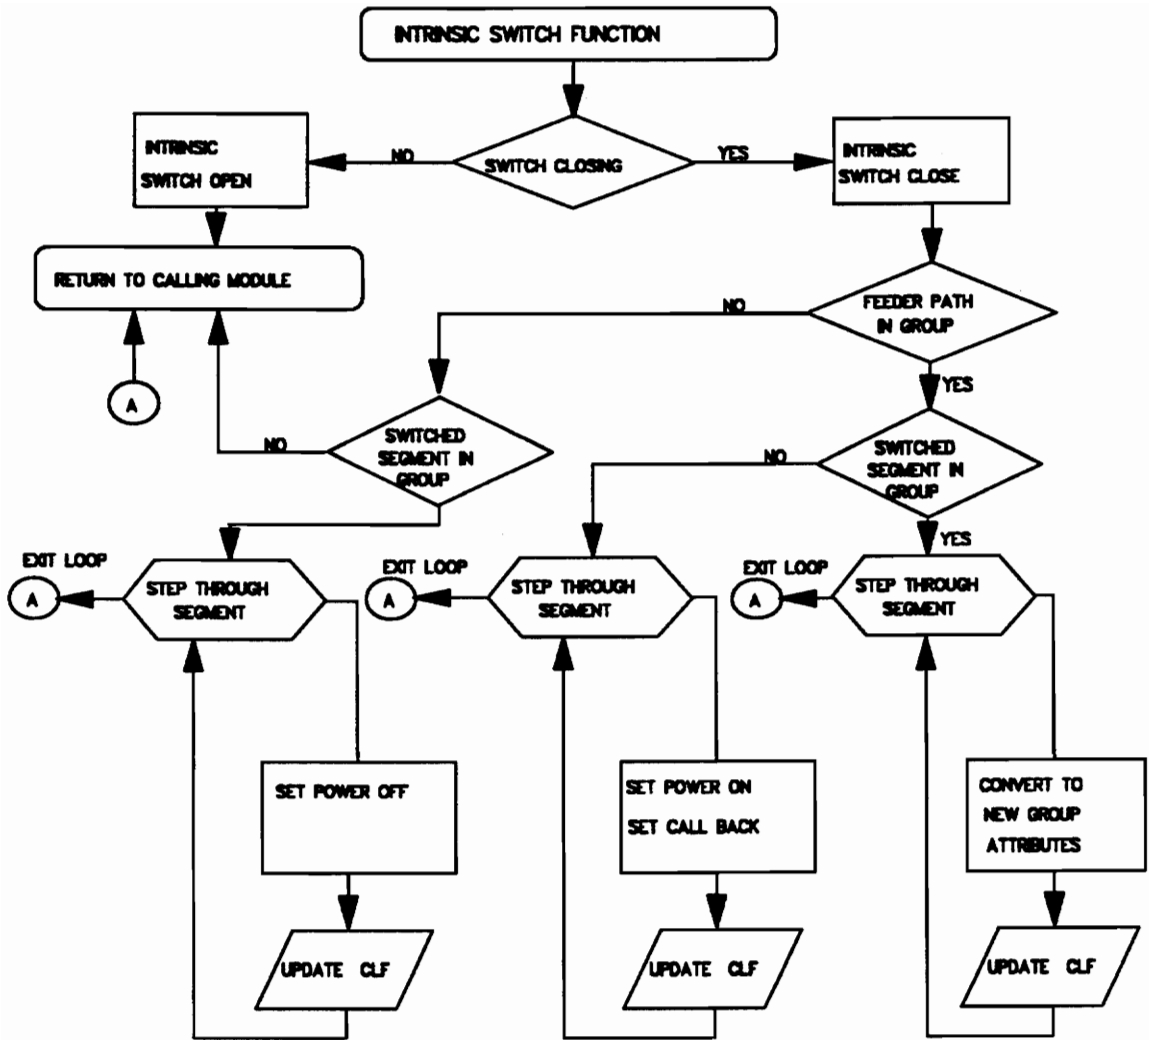 INTRINSIC SWITCH FUNCTION
INTRINSIC
SWITCH OPEN
NO
SWITCH CLOSING
YES
INTRINSIC
SWITCH CLOSE
RETURN TO CALLING MODULE
NO
FEEDER PATH
IN GROUP
YES
A
NO
SWITCHED
SEGMENT IN
GROUP
NO
SWITCHED
SEGMENT IN
GROUP
YES
EXIT LOOP
A
STEP THROUGH
SEGMENT
EXIT LOOP
A
STEP THROUGH
SEGMENT
EXIT LOOP
A
STEP THROUGH
SEGMENT
SET POWER OFF
SET POWER ON
SET CALL BACK
CONVERT TO
NEW GROUP
ATTRIBUTES
UPDATE CLF
UPDATE CLF
UPDATE CLF